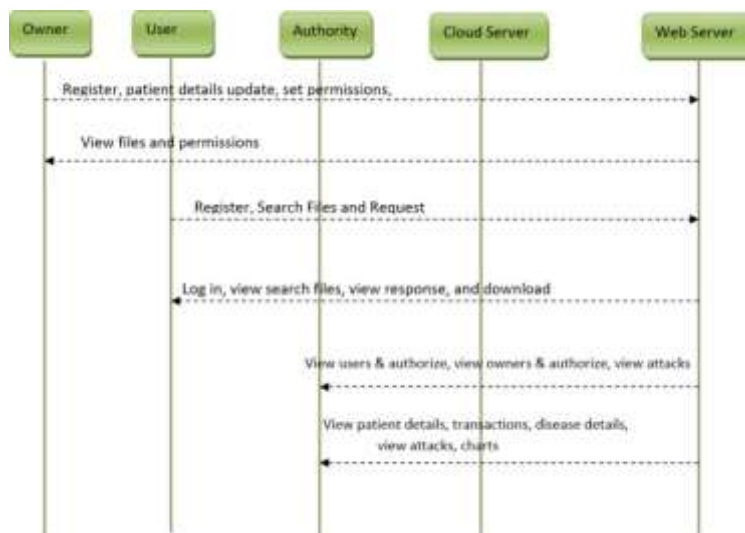 Owner
User
Authority
Cloud Server
Web Server
Register, patient details update, set permissions,
View files and permissions
Register, Search Files and Request
Log in, view search files, view response, and download
View users & authorize, view owners & authorize, view attacks
View patient details, transactions, disease details,
view attacks, charts